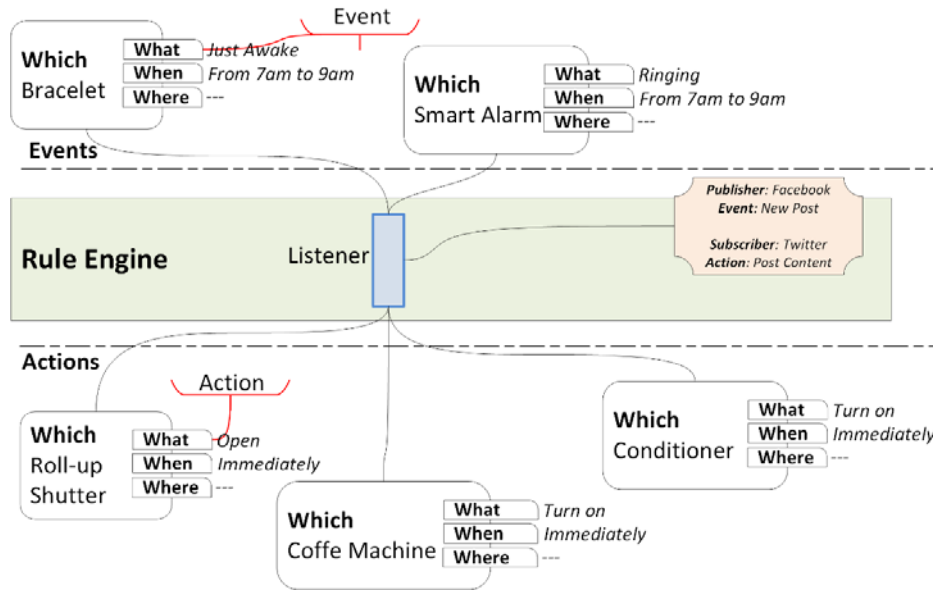 Event
Which
Bracelet
What
Just Awake
When
From 7am to 9am
Where
---
Which
Smart Alarm
What
Ringing
When
From 7am to 9am
Where
---
Events
Rule Engine
Listener
Publisher: Facebook
Event: New Post
Subscriber: Twitter
Action: Post Content
Actions
Action
Which
Roll-up
Shutter
What
Open
When
Immediately
Where
---
Which
Coffe Machine
What
Turn on
When
Immediately
Where
---
Which
Conditioner
What
Turn on
When
Immediately
Where
---